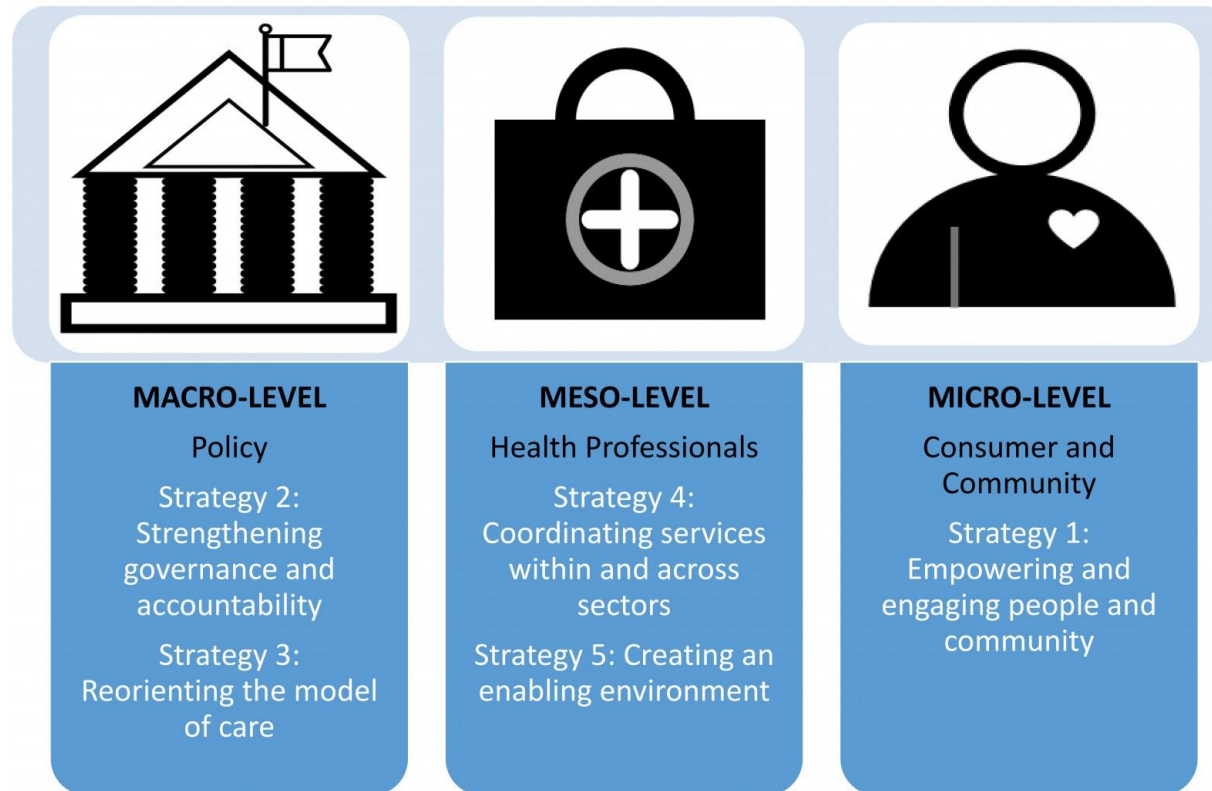 MACRO-LEVEL
Policy
Strategy 2:
Strengthening
governance and
accountability
Strategy 3:
Reorienting the model
of care
MESO-LEVEL
Health Professionals
Strategy 4:
Coordinating services
within and across
sectors
Strategy 5: Creating an
enabling environment
MICRO-LEVEL
Consumer and
Community
Strategy 1:
Empowering and
engaging people and
community